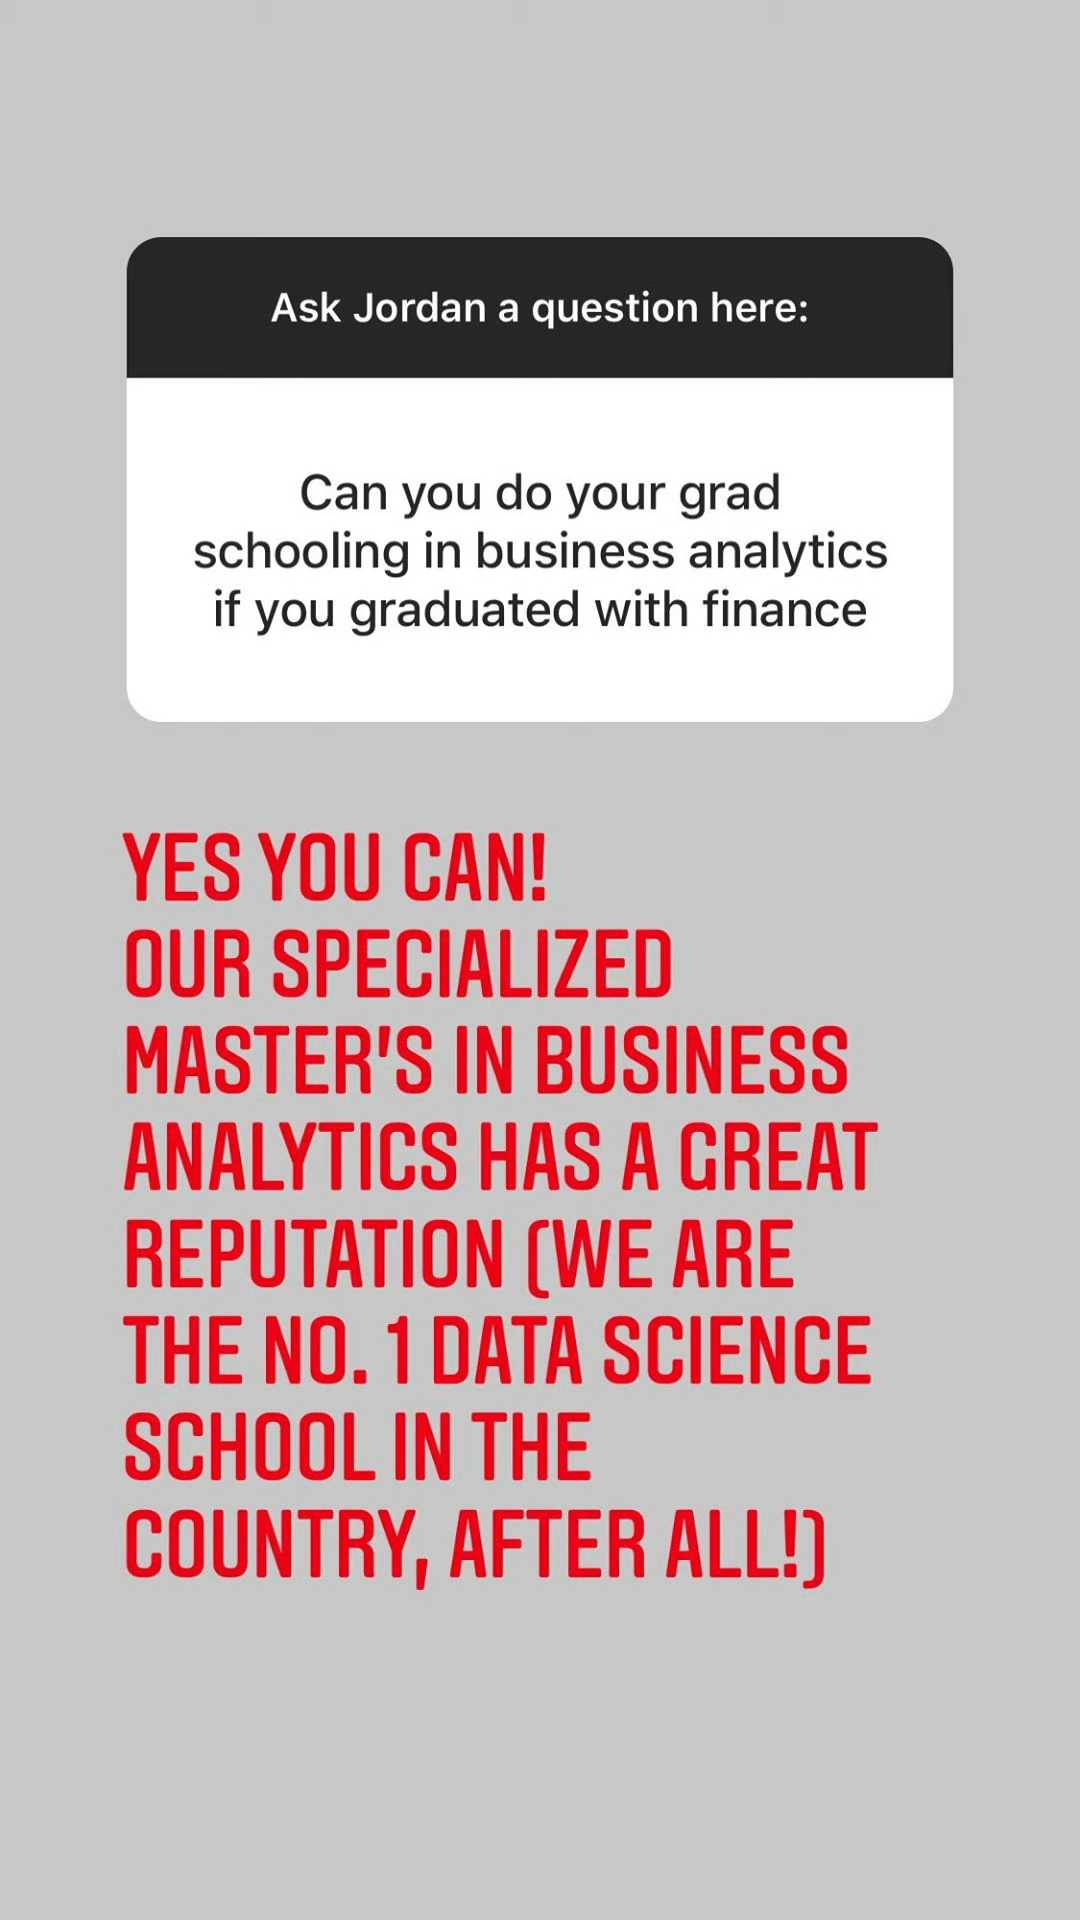 Ask Jordan a question here:
Can you do your grad
schooling in business analytics
if you graduated with finance
YES YOU CAN!
OUR SPECIALIZED
MASTER'S IN BUSINESS
ANALYTICS HAS A GREAT
REPUTATION (WE ARE
THE NO. 1 DATA SCIENCE
SCHOOL IN THE
COUNTRY, AFTER ALL!)